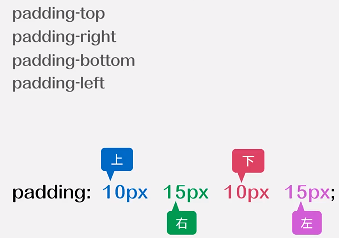 padding-top
padding-right
padding-bottom
padding-left
上 下
padding: 10px 15px 10px 15px;
右 左